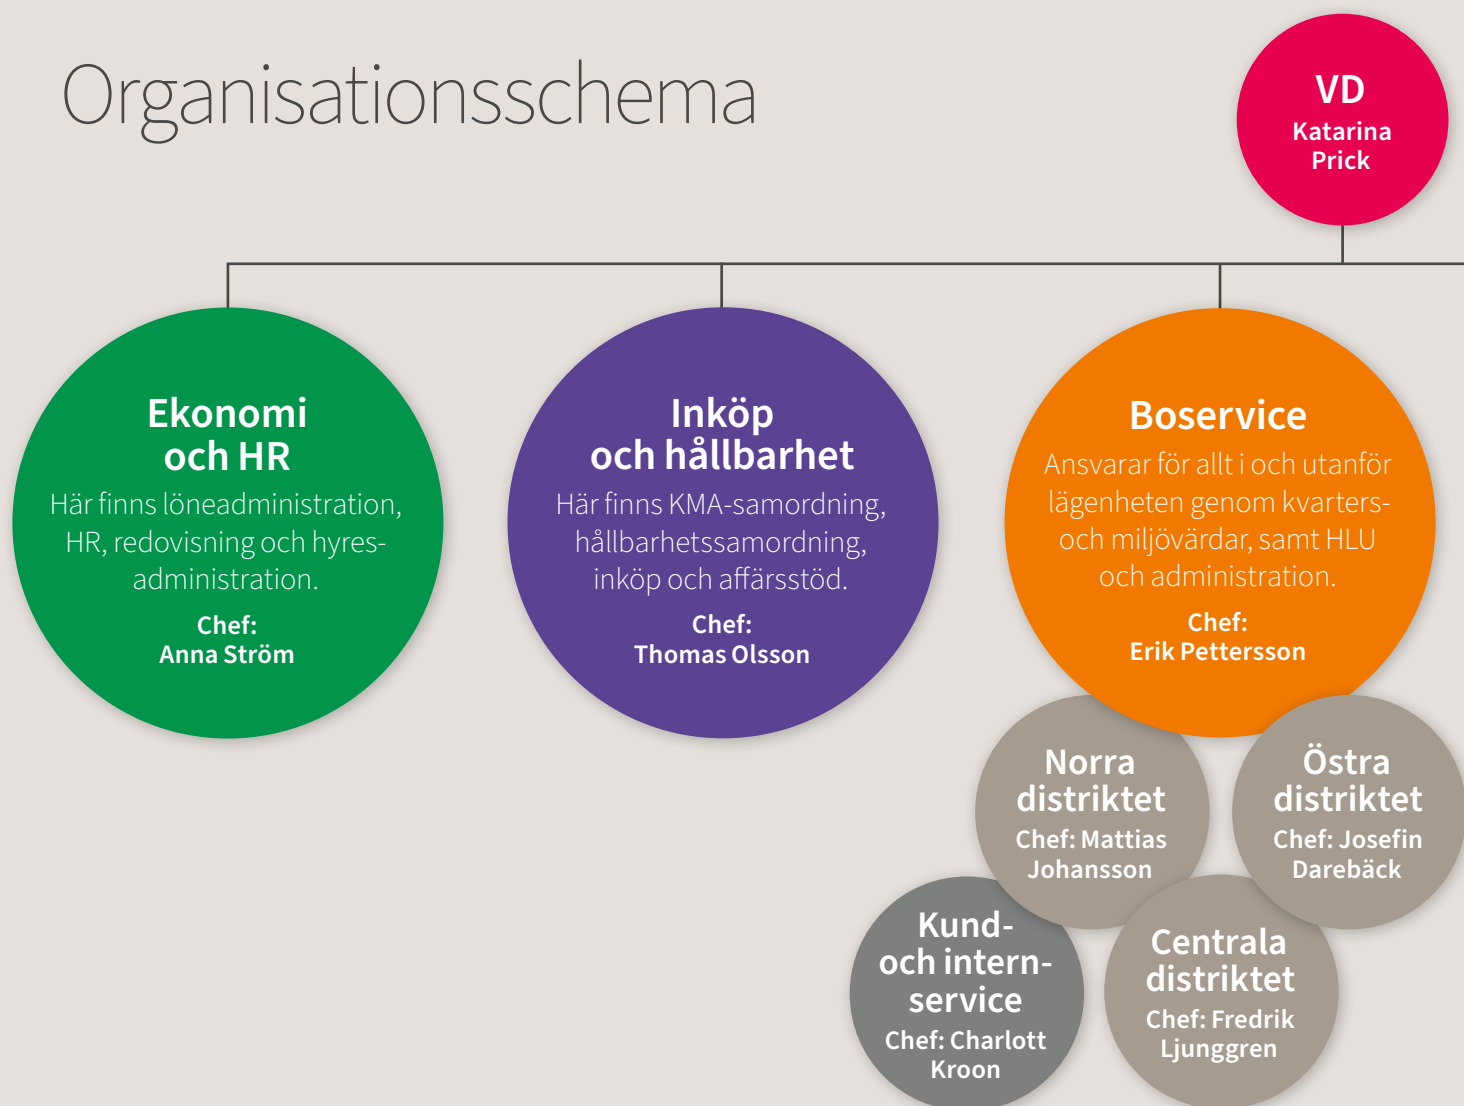 Organisationsschema
VD
Katarina
Prick
Ekonomi
och HR
Här finns löneadministration,
HR, redovisning och hyres-
administration.
Chef:
Anna Ström
Inköp
och hållbarhet
Här finns KMA-samordning,
hållbarhetssamordning,
inköp och affärsstöd.
Chef:
Thomas Olsson
Boservice
Ansvarar för allt i och utanför
lägenheten genom kvarters-
och miljövärdar, samt HLU
och administration.
Chef:
Erik Pettersson
Norra
distriktet
Chef: Mattias
Johansson
Östra
distriktet
Chef: Josefin
Darebäck
Kund-
och intern-
service
Chef: Charlott
Kroon
Centrala
distriktet
Chef: Fredrik
Ljunggren